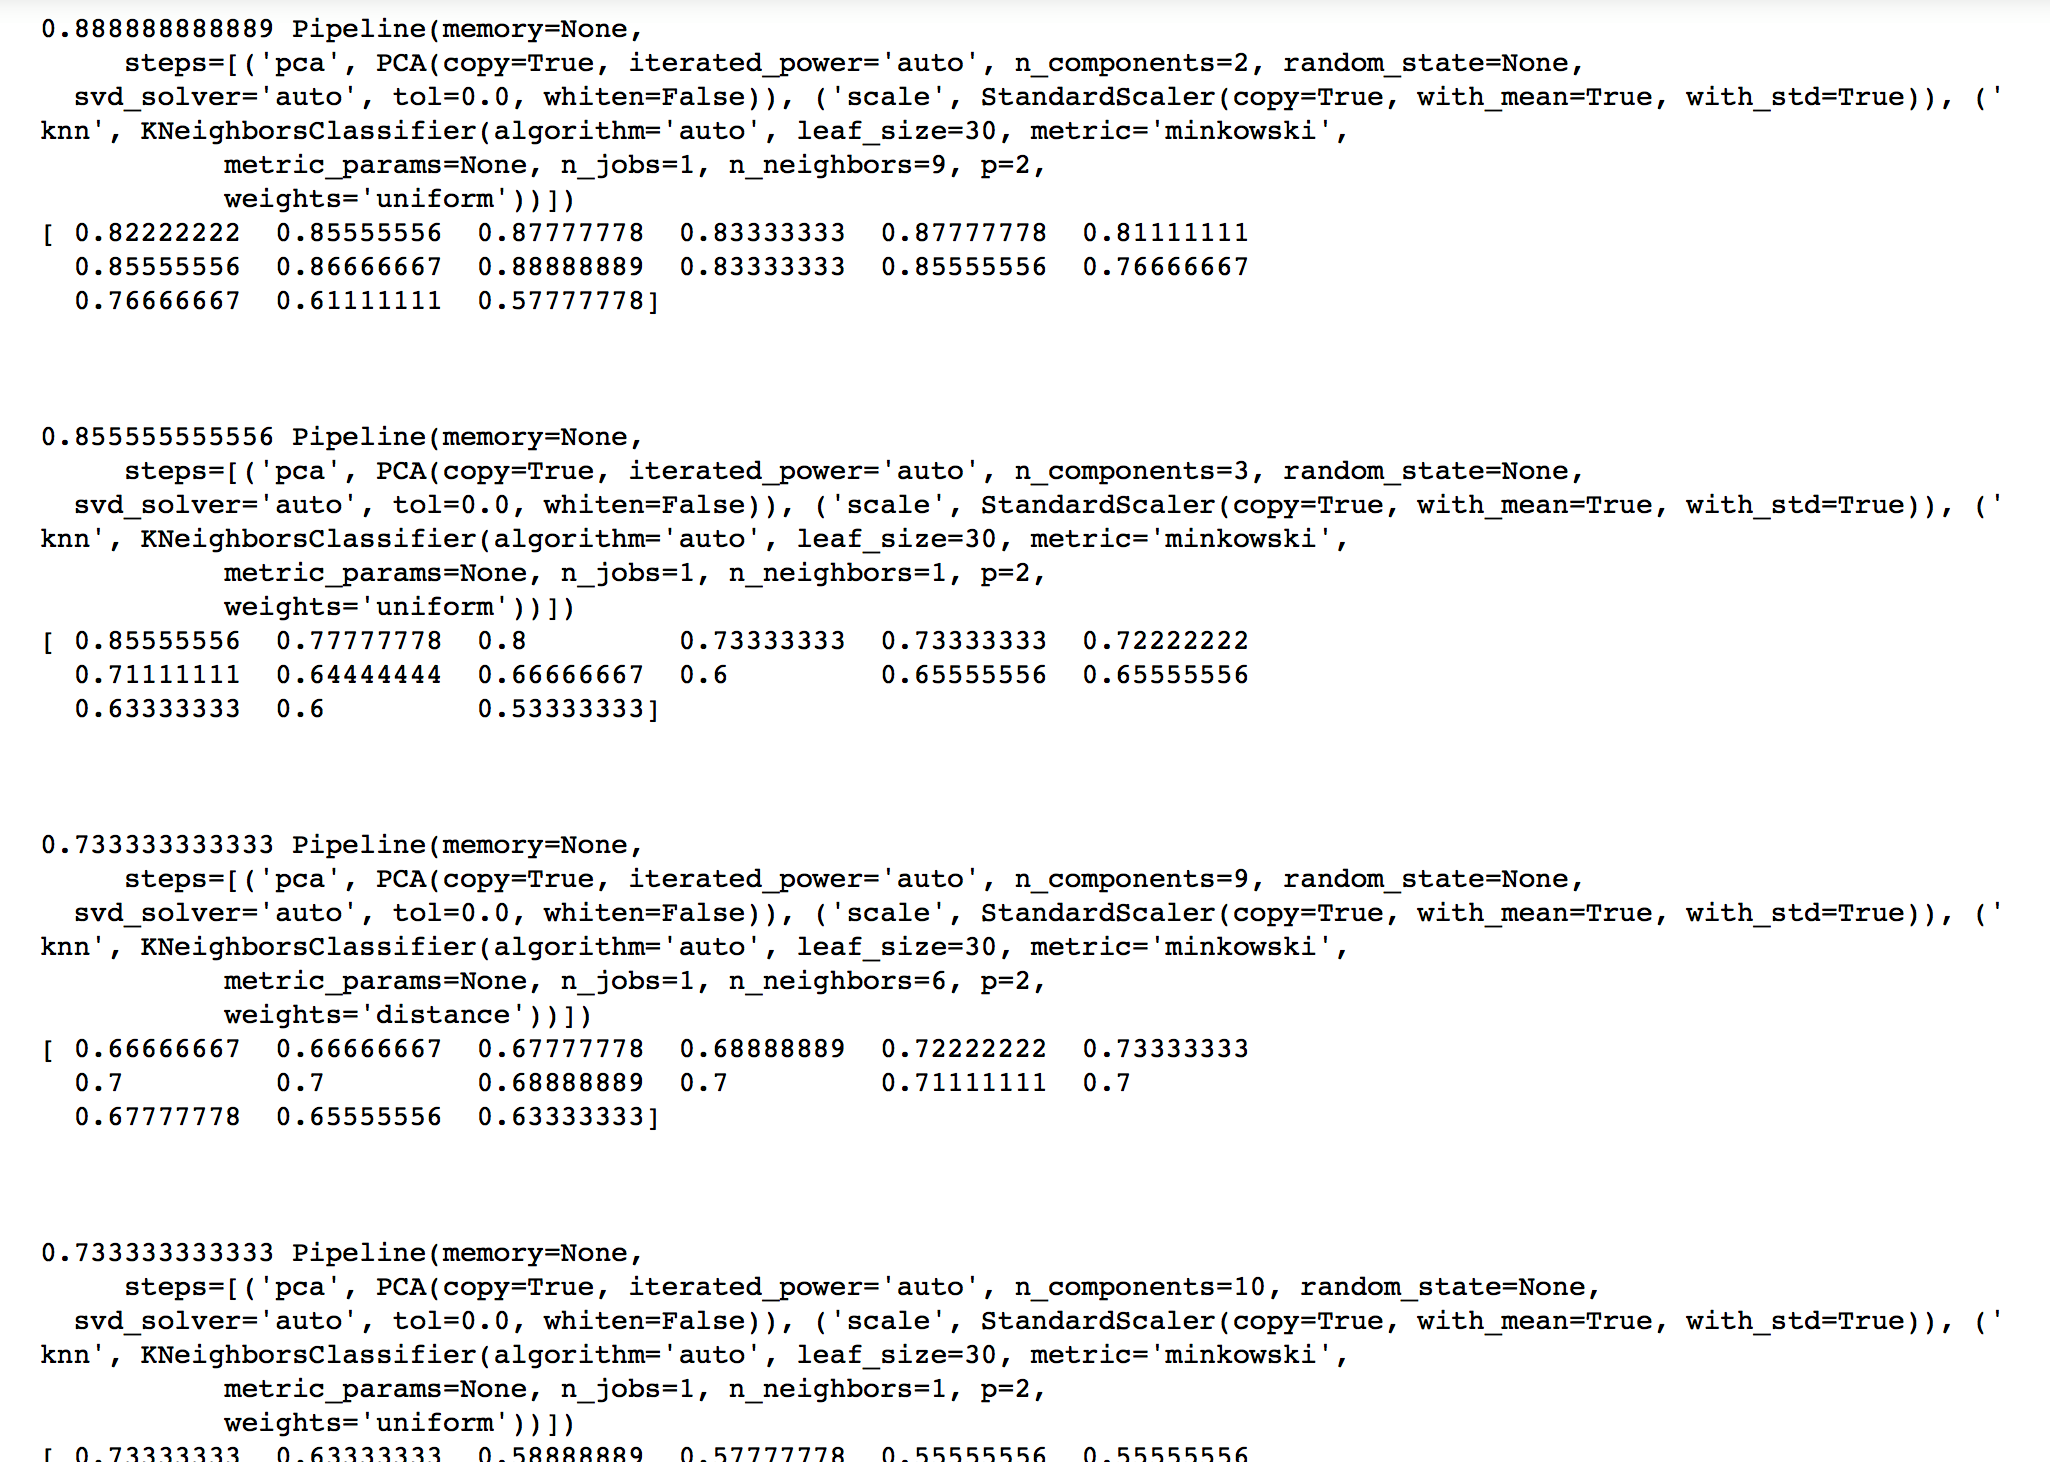 0.888888888889 Pipeline(memory=None,
steps=[('pca', PCA(copy=True, iterated_power='auto', n_components=2, random_state=None,
svd_solver='auto', tol=0.0, whiten=False)), ('scale', StandardScaler(copy=True, with_mean=True, with_std=True)), ('
knn', KNeighborsClassifier(algorithm='auto', leaf_size=30, metric='minkowski',
metric_params=None, n_jobs=1, n_neighbors=9, p=2,
weights='uniform'))])
[ 0.82222222 0.85555556 0.87777778 0.83333333 0.87777778 0.81111111
0.85555556 0.86666667 0.88888889 0.83333333 0.85555556 0.76666667
0.76666667 0.61111111 0.57777778]
0.855555555556 Pipeline(memory=None,
steps=[('pca', PCA(copy=True, iterated_power='auto', n_components=3, random_state=None,
svd_solver='auto', tol=0.0, whiten=False)), ('scale', StandardScaler(copy=True, with_mean=True, with_std=True)), ('
knn', KNeighborsClassifier(algorithm='auto', leaf_size=30, metric='minkowski',
metric_params=None, n_jobs=1, n_neighbors=1, p=2,
weights='uniform'))])
[ 0.85555556 0.77777778 0.8 0.73333333 0.73333333 0.72222222
0.71111111 0.64444444 0.66666667 0.6 0.65555556 0.65555556
0.63333333 0.6 0.53333333]
0.733333333333 Pipeline(memory=None,
steps=[('pca', PCA(copy=True, iterated_power='auto', n_components=9, random_state=None,
svd_solver='auto', tol=0.0, whiten=False)), ('scale', StandardScaler(copy=True, with_mean=True, with_std=True)), ('
knn', KNeighborsClassifier(algorithm='auto', leaf_size=30, metric='minkowski',
metric_params=None, n_jobs=1, n_neighbors=6, p=2,
weights='distance'))])
[ 0.66666667 0.66666667 0.67777778 0.68888889 0.72222222 0.73333333
0.7 0.7 0.68888889 0.7 0.71111111 0.7
0.67777778 0.65555556 0.63333333]
0.733333333333 Pipeline(memory=None,
steps=[('pca', PCA(copy=True, iterated_power='auto', n_components=10, random_state=None,
svd_solver='auto', tol=0.0, whiten=False)), ('scale', StandardScaler(copy=True, with_mean=True, with_std=True)), ('
knn', KNeighborsClassifier(algorithm='auto', leaf_size=30, metric='minkowski',
metric_params=None, n_jobs=1, n_neighbors=1, p=2,
weights='uniform'))])
[ 0.73333333 0.63333333 0.58888889 0.57777778 0.55555556 0.55555556